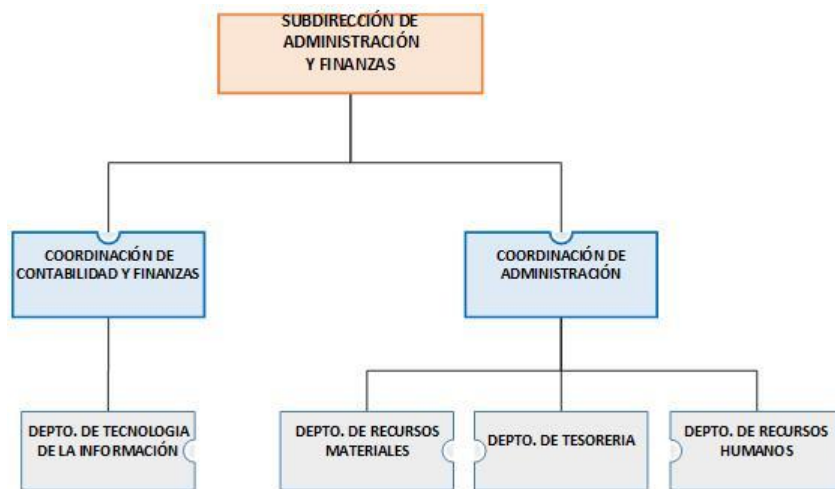 SUBDIRECCIÓN DE
ADMINISTRACIÓN
Y FINANZAS
COORDINACIÓN DE
CONTABILIDAD Y FINANZAS
COORDINACIÓN DE
ADMINISTRACIÓN
DEPTO. DE TECNOLOGIA
DE LA INFORMACIÓN
DEPTO. DE RECURSOS
MATERIALES
DEPTO. DE TESORERIA
DEPTO. DE RECURSOS
HUMANOS